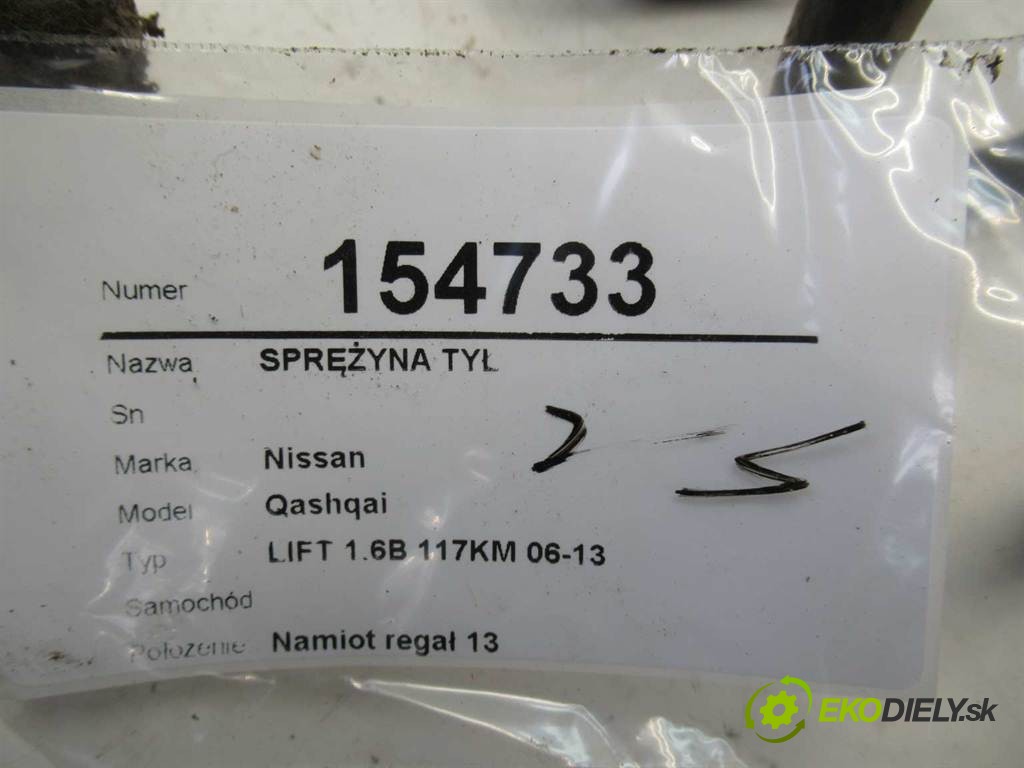 Numer 154733
Nazwa SPRĘŻYNA TYŁ
Sn
Marka Nissan
Model Qashqai
Typ LIFT 1.6B 117KM 06-13
Samochód
Położenie Namiot regał 13
EKODIELY.sk